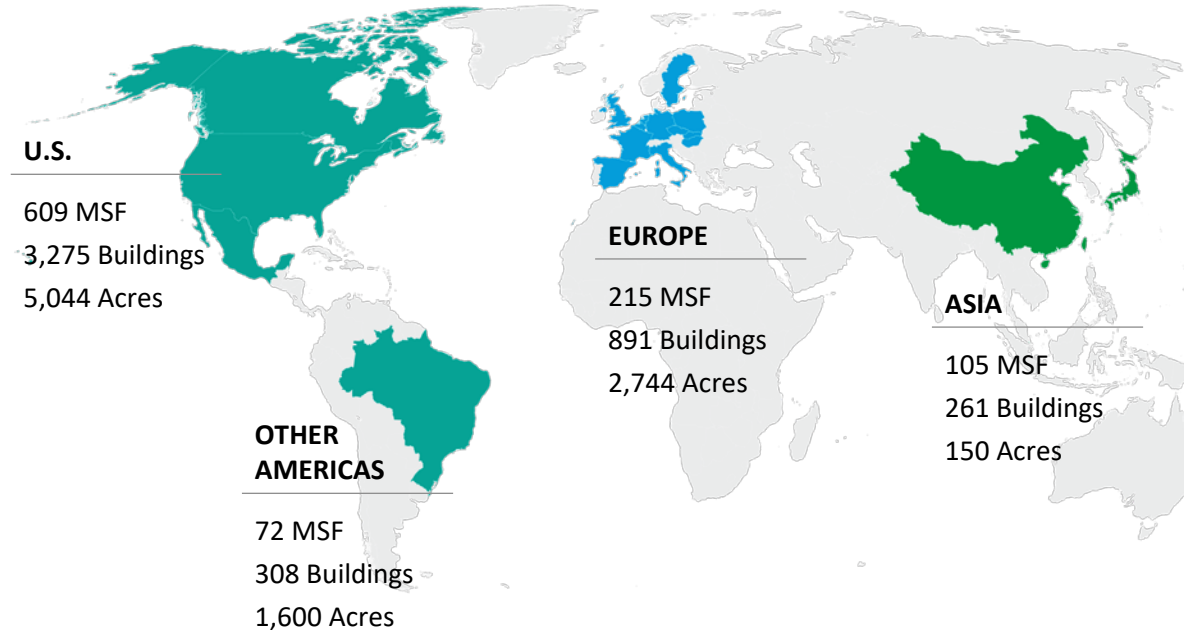 U.S.
609 MSF
3,275 Buildings
5,044 Acres
OTHER
AMERICAS
72 MSF
308 Buildings
1,600 Acres
EUROPE
215 MSF
891 Buildings
2,744 Acres
ASIA
105 MSF
261 Buildings
150 Acres